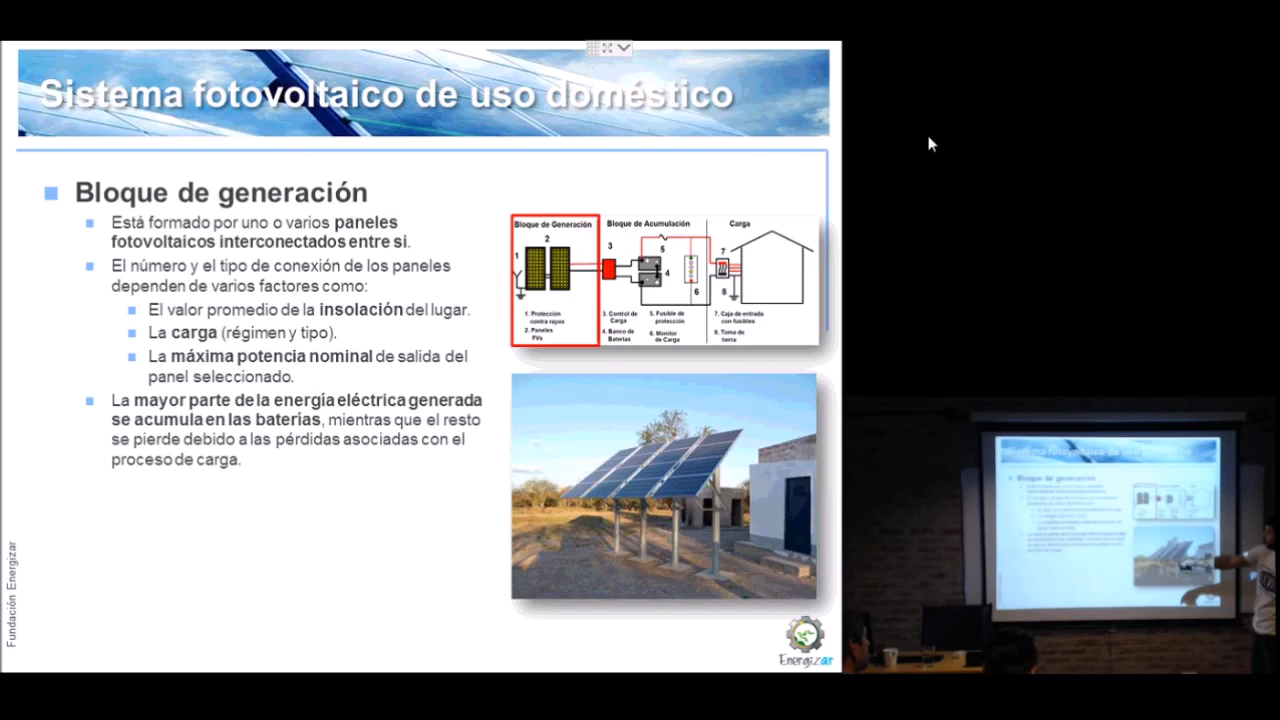 Sistema fotovoltaico de uso doméstico
Bloque de generación
Está formado por uno o varios paneles
fotovoltaicos interconectados entre si.
El número y el tipo de conexión de los paneles
dependen de varios factores como:
El valor promedio de la insolación del lugar.
La carga (régimen y tipo).
La máxima potencia nominal de salida del
panel seleccionado.
La mayor parte de la energía eléctrica generada
se acumula en las baterías, mientras que el resto
se pierde debido a las pérdidas asociadas con el
proceso de carga.
Bloque de Generación
Bloque de Acumulación
Carga
1
2
3
4
5
6
7
8
1. Protección
contra rayos
2. Paneles
FVs
3. Control de
Carga
4. Banco de
Baterías
5. Fusible de
protección
6. Monitor
de Carga
7. Caja de entrada
con fusibles
8. Toma de
tierra
Fundación Energizar
Energizar
Bloque de generación